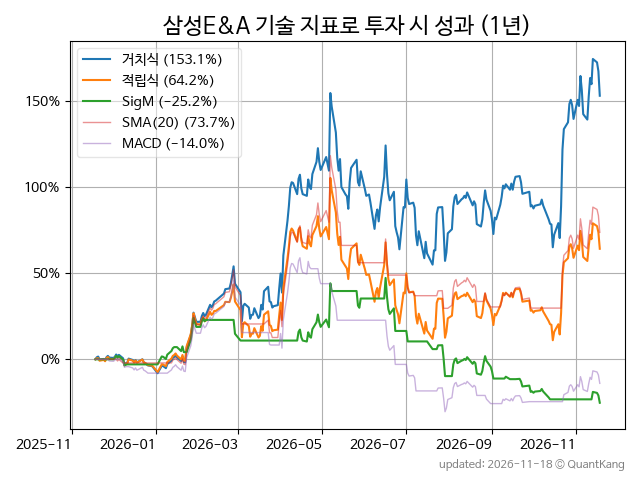 삼성E&A 기술 지표로 투자 시 성과 (1년)
거치식 (153.1%)
적립식 (64.2%)
SigM (-25.2%)
SMA(20) (73.7%)
MACD (-14.0%)
150%
100%
50%
0%
2025-11 2026-01 2026-03 2026-05 2026-07 2026-09 2026-11
updated: 2026-11-18 © QuantKang